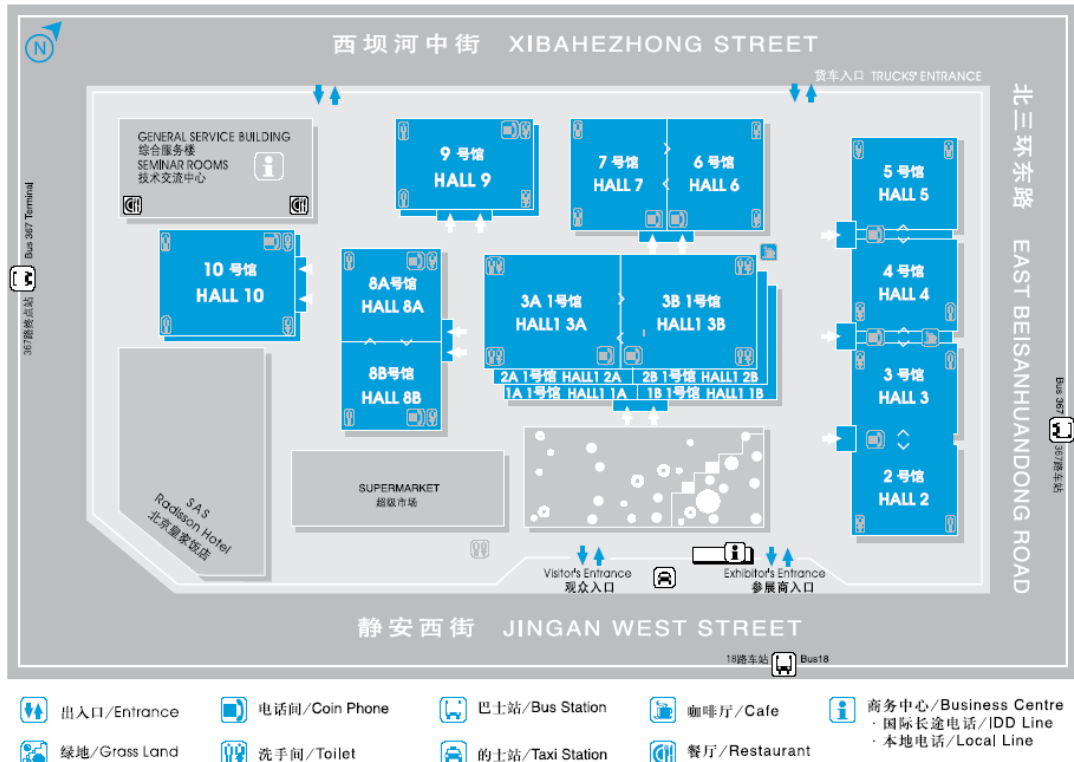 N
西坝河中街 XIBAHEZHONG STREET
货车入口 TRUCKS' ENTRANCE
GENERAL SERVICE BUILDING
综合服务楼
SEMINAR ROOMS
技术交流中心
9 号馆
HALL 9
7 号馆
HALL 7
6 号馆
HALL 6
5 号馆
HALL 5
北三环东路 EAST BEISANHUANDONG ROAD
367路终点站 Bus 367 Terminal
10 号馆
HALL 10
8A号馆
HALL 8A
8B号馆
HALL 8B
3A 1号馆
HALL1 3A
3B 1号馆
HALL1 3B
2A 1号馆 HALL1 2A
2B 1号馆 HALL1 2B
1A 1号馆 HALL1 1A
1B 1号馆 HALL1 1B
4 号馆
HALL 4
3 号馆
HALL 3
2 号馆
HALL 2
Bus 367
367路车站
SUPERMARKET
超级市场
SAS
Radisson Hotel
北京皇家饭店
Visitor's Entrance
观众入口
Exhibitor's Entrance
参展商入口
静安西街 JINGAN WEST STREET
18路车站 Bus18
出入口/Entrance
电话间/Coin Phone
巴士站/Bus Station
咖啡厅/Cafe
商务中心/Business Centre
· 国际长途电话/IDD Line
· 本地电话/Local Line
绿地/Grass Land
洗手间/Toilet
的士站/Taxi Station
餐厅/Restaurant